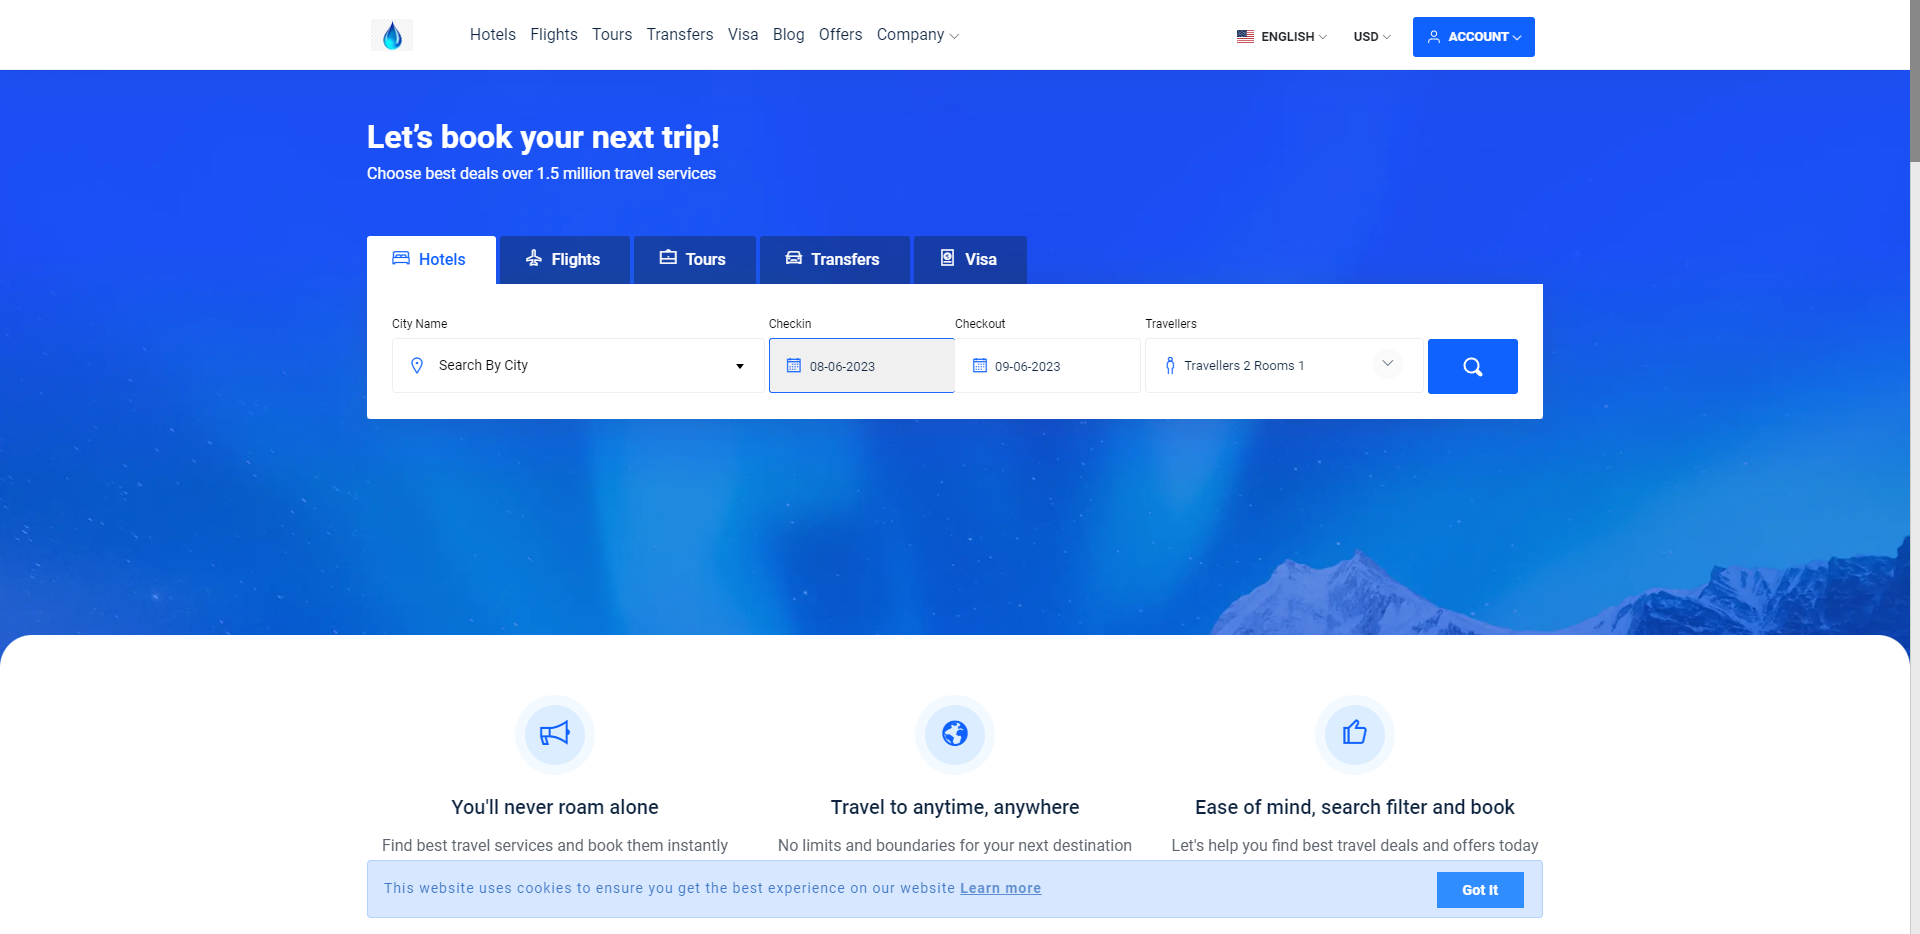 Hotels Flights Tours Transfers Visa Blog Offers Company
ENGLISH USD ACCOUNT
Let's book your next trip!
Choose best deals over 1.5 million travel services
Hotels Flights Tours Transfers Visa
City Name Checkin Checkout Travellers
Search By City 08-06-2023 09-06-2023 Travellers 2 Rooms 1
You'll never roam alone Travel to anytime, anywhere Ease of mind, search filter and book
Find best travel services and book them instantly No limits and boundaries for your next destination Let's help you find best travel deals and offers today
This website uses cookies to ensure you get the best experience on our website Learn more Got It